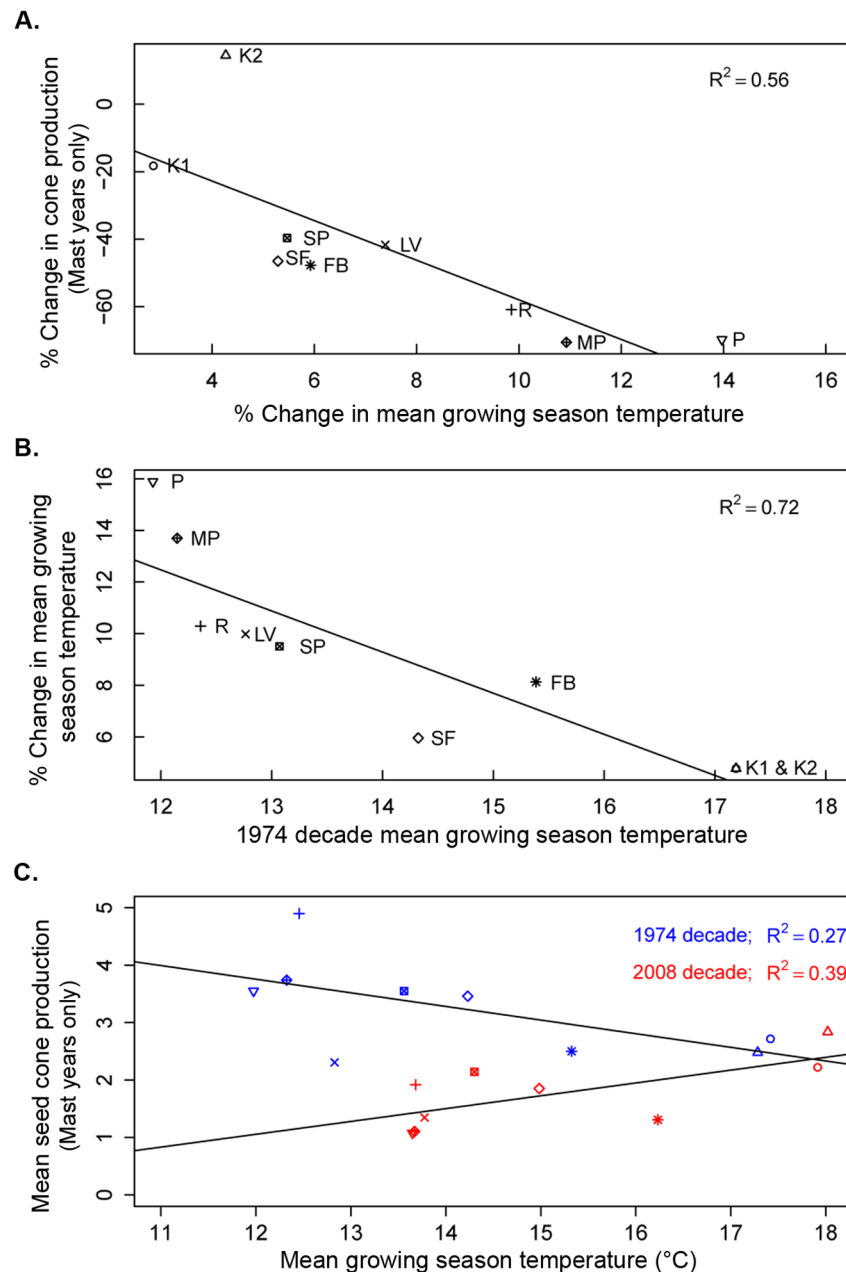 A.
K2
R² = 0.56
K1
SP
LV
SF
FB
R
MP
P
0
−20
−40
−60
% Change in cone production
(Mast years only)
4 6 8 10 12 14 16
% Change in mean growing season temperature
B.
P
R² = 0.72
MP
R
LV
SP
FB
SF
K1 & K2
16
14
12
10
8
6
% Change in mean growing
season temperature
12 13 14 15 16 17 18
1974 decade mean growing season temperature
C.
1974 decade; R² = 0.27
2008 decade; R² = 0.39
5
4
3
2
1
0
Mean seed cone production
(Mast years only)
11 12 13 14 15 16 17 18
Mean growing season temperature (°C)